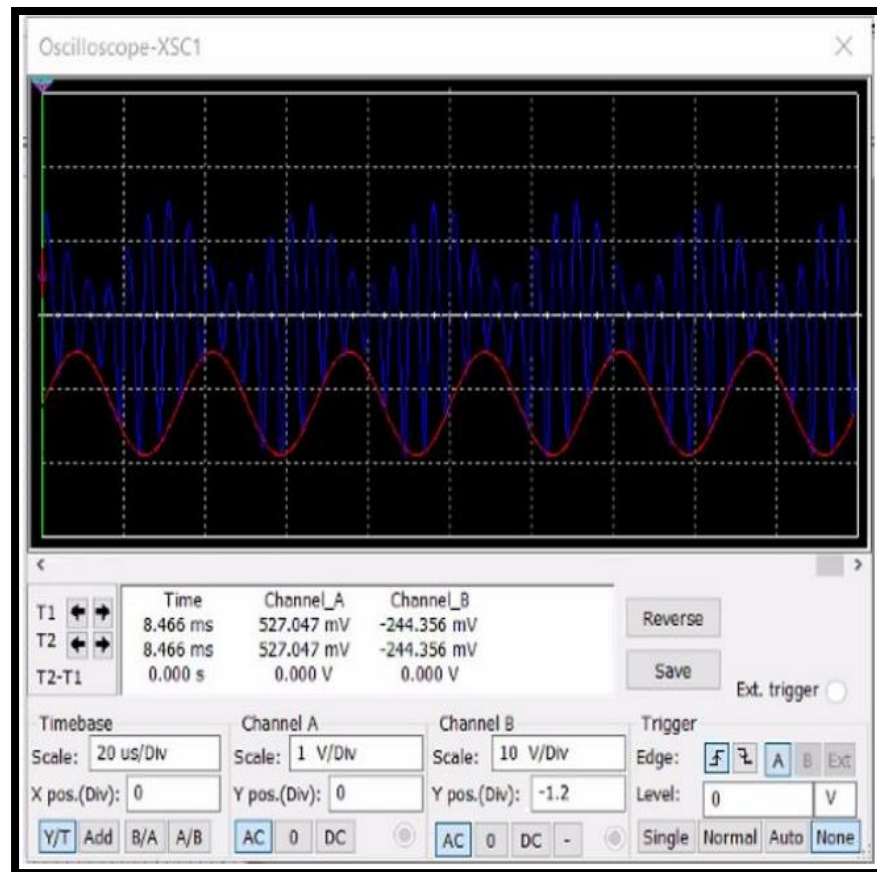 Oscilloscope-XSC1
Time Channel_A Channel_B
T1 8.466 ms 527.047 mV -244.356 mV
T2 8.466 ms 527.047 mV -244.356 mV
T2-T1 0.000 s 0.000 V 0.000 V
Reverse
Save
Ext. trigger
Timebase Channel A Channel B Trigger
Scale: 20 us/Div Scale: 1 V/Div Scale: 10 V/Div Edge: A B Ext
X pos.(Div): 0 Y pos.(Div): 0 Y pos.(Div): -1.2 Level: 0 V
Y/T Add B/A A/B AC 0 DC AC 0 DC - Single Normal Auto None